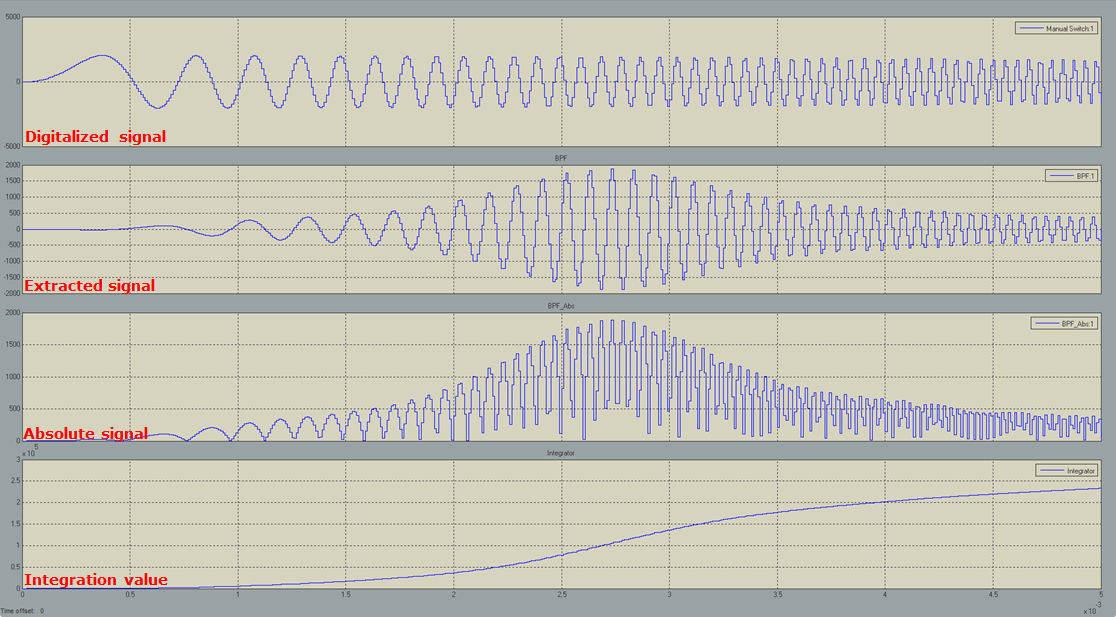 5000
Manual Switch:1
0
Digitalized signal
-5000
BPF
2000
BPF:1
1500
1000
500
0
-500
-1000
-1500
Extracted signal
-2000
BPF_Abs
2000
BPF_Abs:1
1500
1000
500
Absolute signal
0
x 10 5
Integrator
3
Integrator
2.5
2
1.5
1
0.5
Integration value
0
0 0.5 1 1.5 2 2.5 3 3.5 4 4.5 5
Time offset: 0
x 10 -3